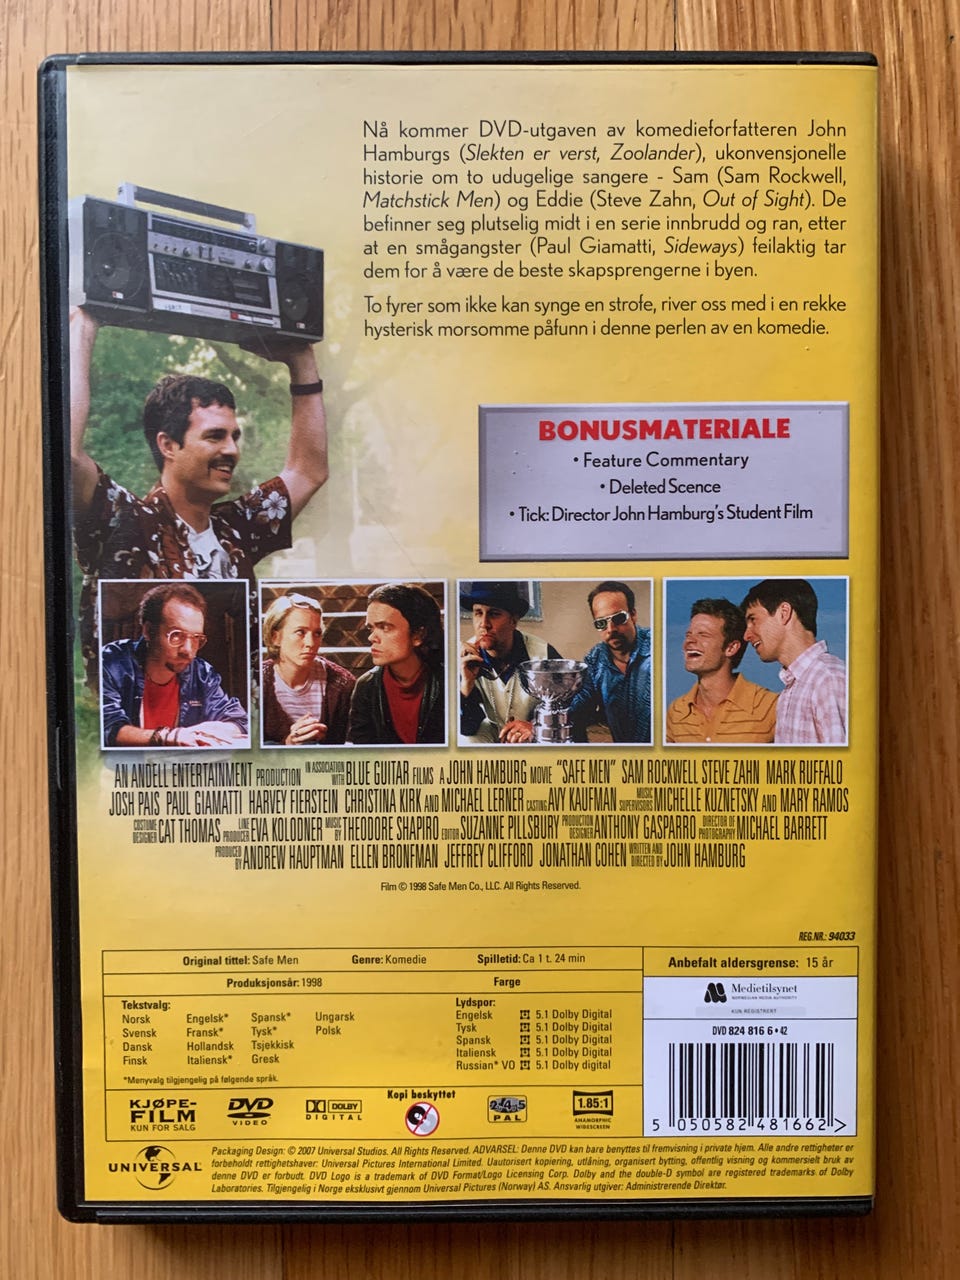 Nå kommer DVD-utgaven av komedieforfatteren John
Hamburgs (Slekten er verst, Zoolander), ukonvensjonelle
historie om to udugelige sangere - Sam (Sam Rockwell,
Matchstick Men) og Eddie (Steve Zahn, Out of Sight). De
befinner seg plutselig midt i en serie innbrudd og ran, etter
at en smågangster (Paul Giamatti, Sideways) feilaktig tar
dem for å være de beste skapsprengerne i byen.
To fyrer som ikke kan synge en strofe, river oss med i en rekke
hysterisk morsomme påfunn i denne perlen av en komedie.
BONUSMATERIALE
• Feature Commentary
• Deleted Scence
• Tick: Director John Hamburg's Student Film
AN ANDELL ENTERTAINMENT PRODUCTION IN ASSOCIATION WITH BLUE GUITAR FILMS A JOHN HAMBURG MOVIE "SAFE MEN" SAM ROCKWELL STEVE ZAHN MARK RUFFALO
JOSH PAIS PAUL GIAMATTI HARVEY FIERSTEIN CHRISTINA KIRK AND MICHAEL LERNER CASTING AVY KAUFMAN MUSIC SUPERVISORS MICHELLE KUZNETSKY AND MARY RAMOS
COSTUME DESIGNER CAT THOMAS LINE PRODUCER EVA KOLODNER MUSIC BY THEODORE SHAPIRO EDITOR SUZANNE PILLSBURY PRODUCTION DESIGNER ANTHONY GASPARRO DIRECTOR OF PHOTOGRAPHY MICHAEL BARRETT
PRODUCED BY ANDREW HAUPTMAN ELLEN BRONFMAN JEFFREY CLIFFORD JONATHAN COHEN WRITTEN AND DIRECTED BY JOHN HAMBURG
Film © 1998 Safe Men Co., LLC. All Rights Reserved.
REG.NR.: 94033
Original tittel: Safe Men Genre: Komedie Spilletid: Ca 1 t. 24 min
Anbefalt aldersgrense: 15 år
Produksjonsår: 1998 Farge
Tekstvalg:
Norsk Engelsk* Spansk* Ungarsk
Svensk Fransk* Tysk* Polsk
Dansk Hollandsk Tsjekkisk
Finsk Italiensk* Gresk
*Menyvalg tilgjengelig på følgende språk.
Lydspor:
Engelsk 5.1 Dolby Digital
Tysk 5.1 Dolby Digital
Spansk 5.1 Dolby Digital
Italiensk 5.1 Dolby Digital
Russian* VO 5.1 Dolby digital
Medietilsynet
NORWEGIAN MEDIA AUTHORITY
KUN REGISTRERT
DVD 824 816 6 • 42
5 050582 481662 >
KJØPE-
FILM
KUN FOR SALG
DVD
VIDEO
DOLBY
DIGITAL
Kopi beskyttet
2 4 5
PAL
1.85:1
ANAMORPHIC
WIDESCREEN
UNIVERSAL
Packaging Design: © 2007 Universal Studios. All Rights Reserved. ADVARSEL: Denne DVD kan bare benyttes til fremvisning i private hjem. Alle andre rettigheter er
forbeholdt rettighetshaver: Universal Pictures International Limited. Uautorisert kopiering, utlåning, organisert bytting, offentlig visning og kommersielt bruk av
denne DVD er forbudt. DVD Logo is a trademark of DVD Format/Logo Licensing Corp. Dolby and the double-D symbol are registered trademarks of Dolby
Laboratories. Tilgjengelig i Norge eksklusivt gjennom Universal Pictures (Norway) AS. Ansvarlig utgiver: Administrerende Direktør.